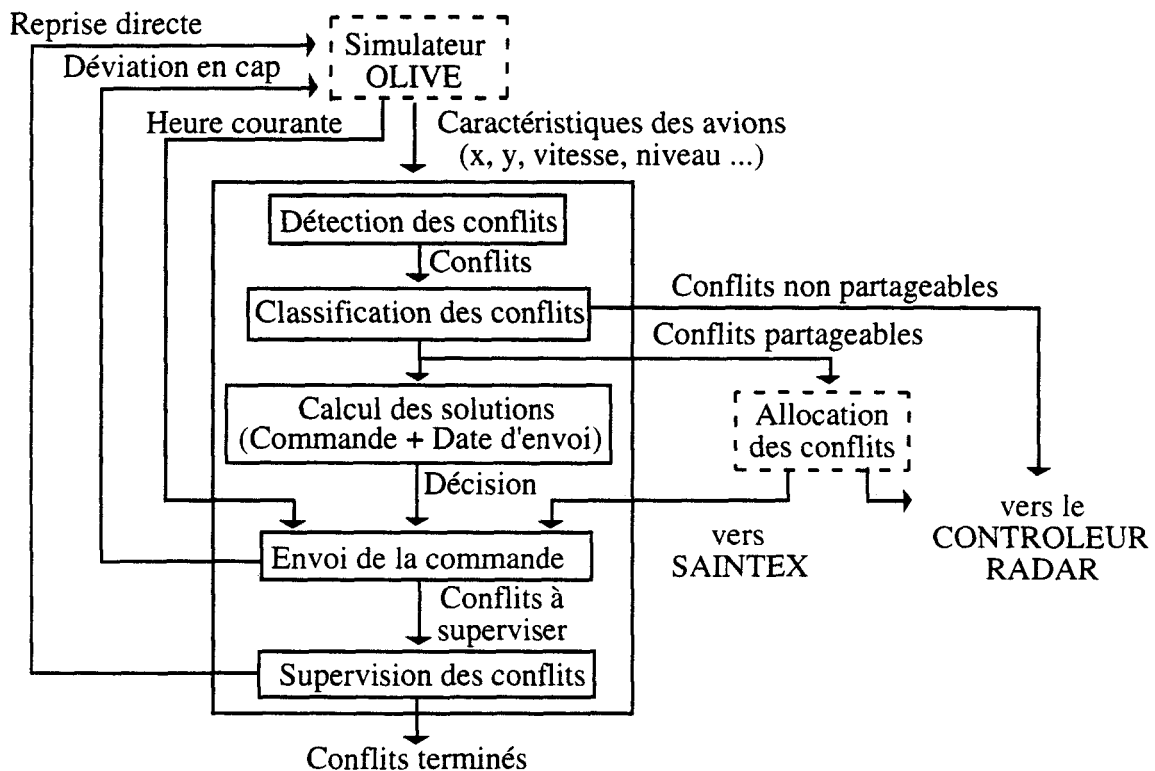 Reprise directe
Simulateur
OLIVE
Déviation en cap
Heure courante
Caractéristiques des avions
(x, y, vitesse, niveau ...)
Détection des conflits
Conflits
Classification des conflits
Conflits non partageables
Conflits partageables
Calcul des solutions
(Commande + Date d'envoi)
Allocation
des conflits
Décision
vers
SAINTEX
vers le
CONTROLEUR
RADAR
Envoi de la commande
Conflits à
superviser
Supervision des conflits
Conflits terminés